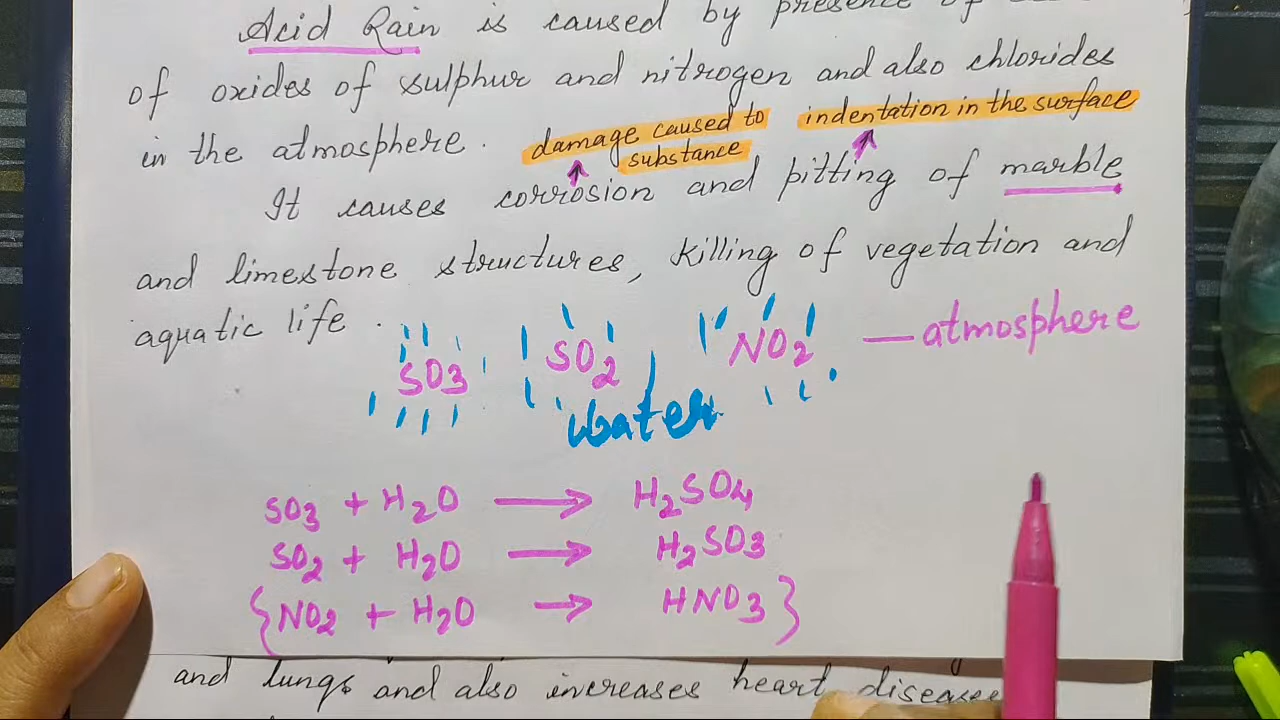 Acid Rain is caused by presence of
of oxides of sulphur and nitrogen and also chlorides
in the atmosphere.
damage caused to substance
indentation in the surface
It causes corrosion and pitting of marble
and limestone structures, killing of vegetation and
aquatic life.
SO3 SO2 NO2 — atmosphere
water
SO3 + H2O → H2SO4
SO2 + H2O → H2SO3
{NO2 + H2O → HNO3}
and lungs and also increases heart diseases